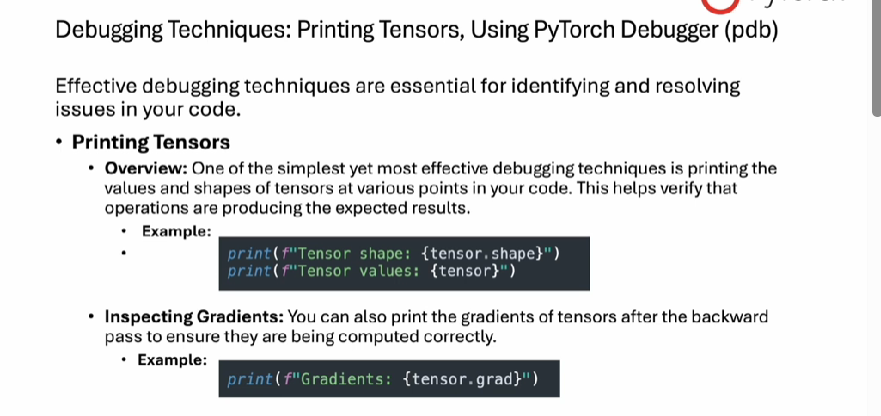 Debugging Techniques: Printing Tensors, Using PyTorch Debugger (pdb)
Effective debugging techniques are essential for identifying and resolving
issues in your code.
• Printing Tensors
• Overview: One of the simplest yet most effective debugging techniques is printing the
values and shapes of tensors at various points in your code. This helps verify that
operations are producing the expected results.
• Example:
•
print(f"Tensor shape: {tensor.shape}")
print(f"Tensor values: {tensor}")
• Inspecting Gradients: You can also print the gradients of tensors after the backward
pass to ensure they are being computed correctly.
• Example:
print(f"Gradients: {tensor.grad}")